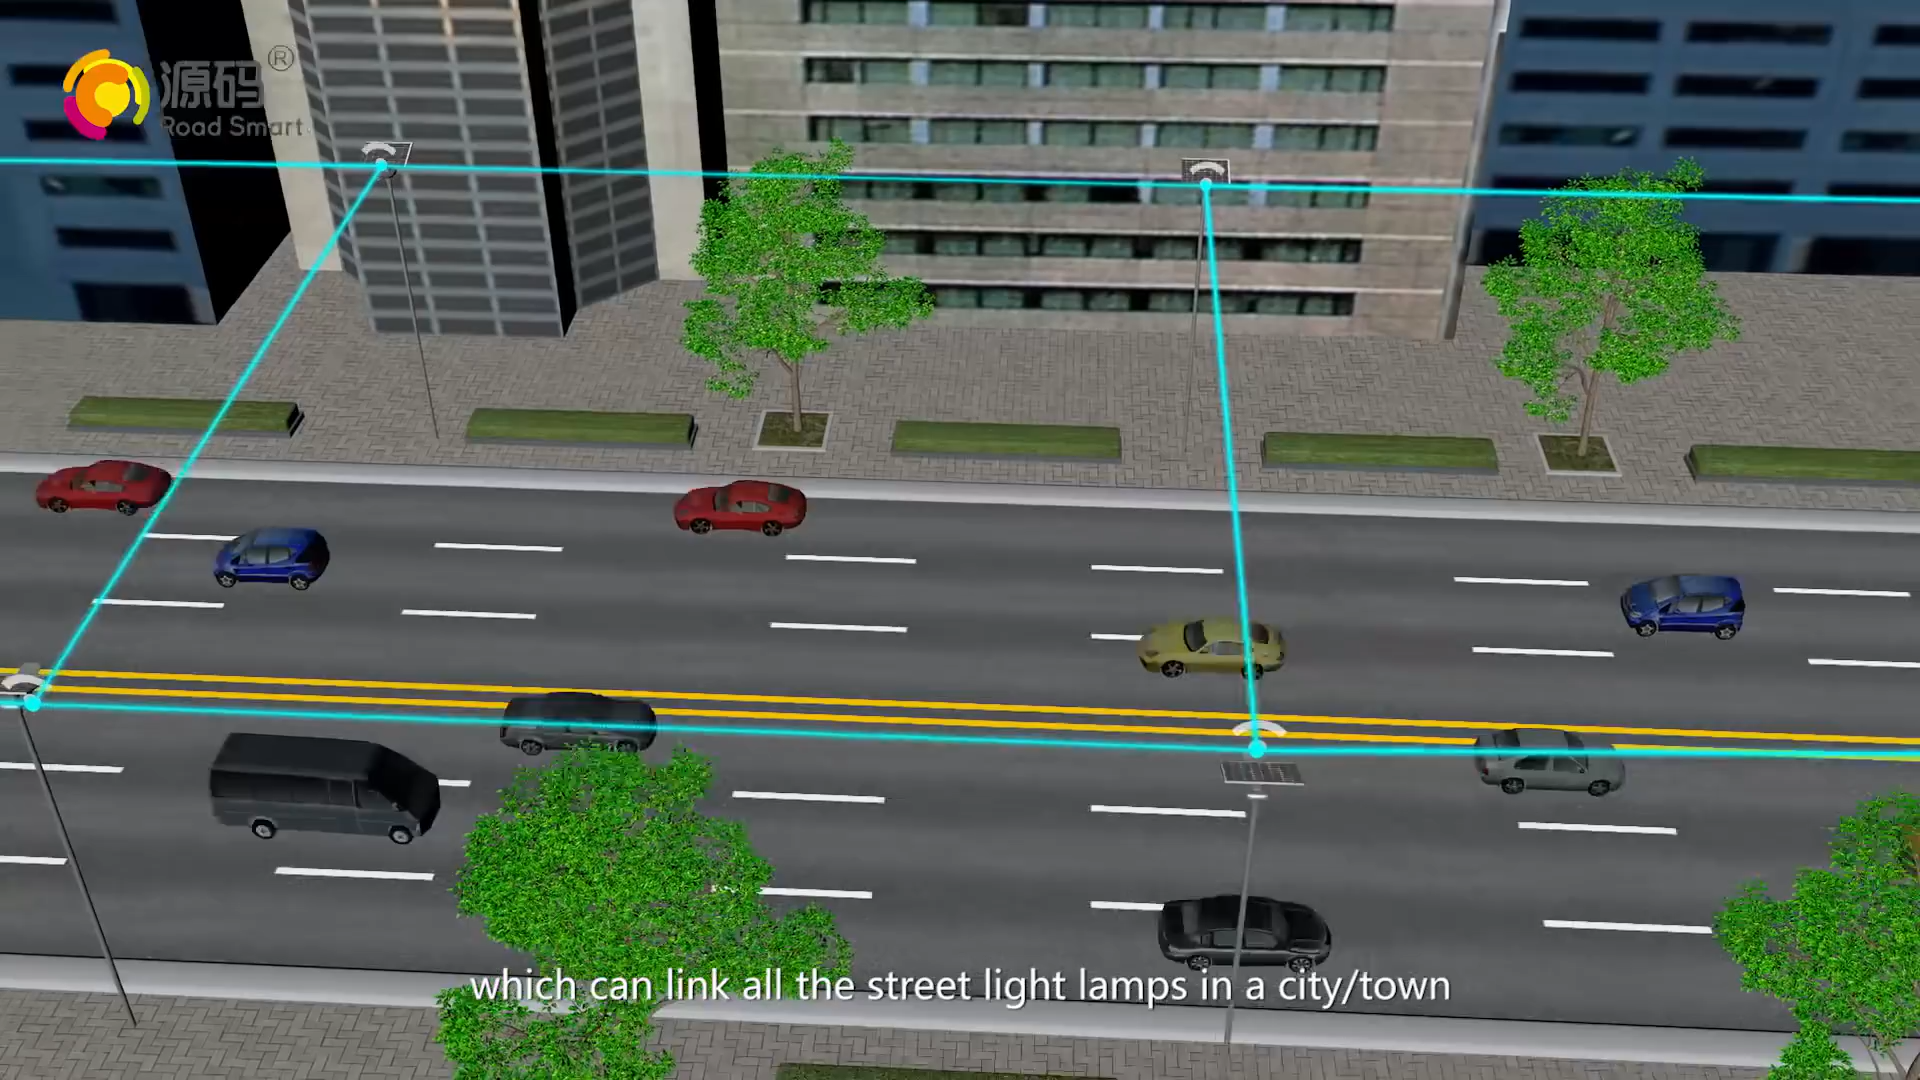 源码®
Road Smart
which can link all the street light lamps in a city/town